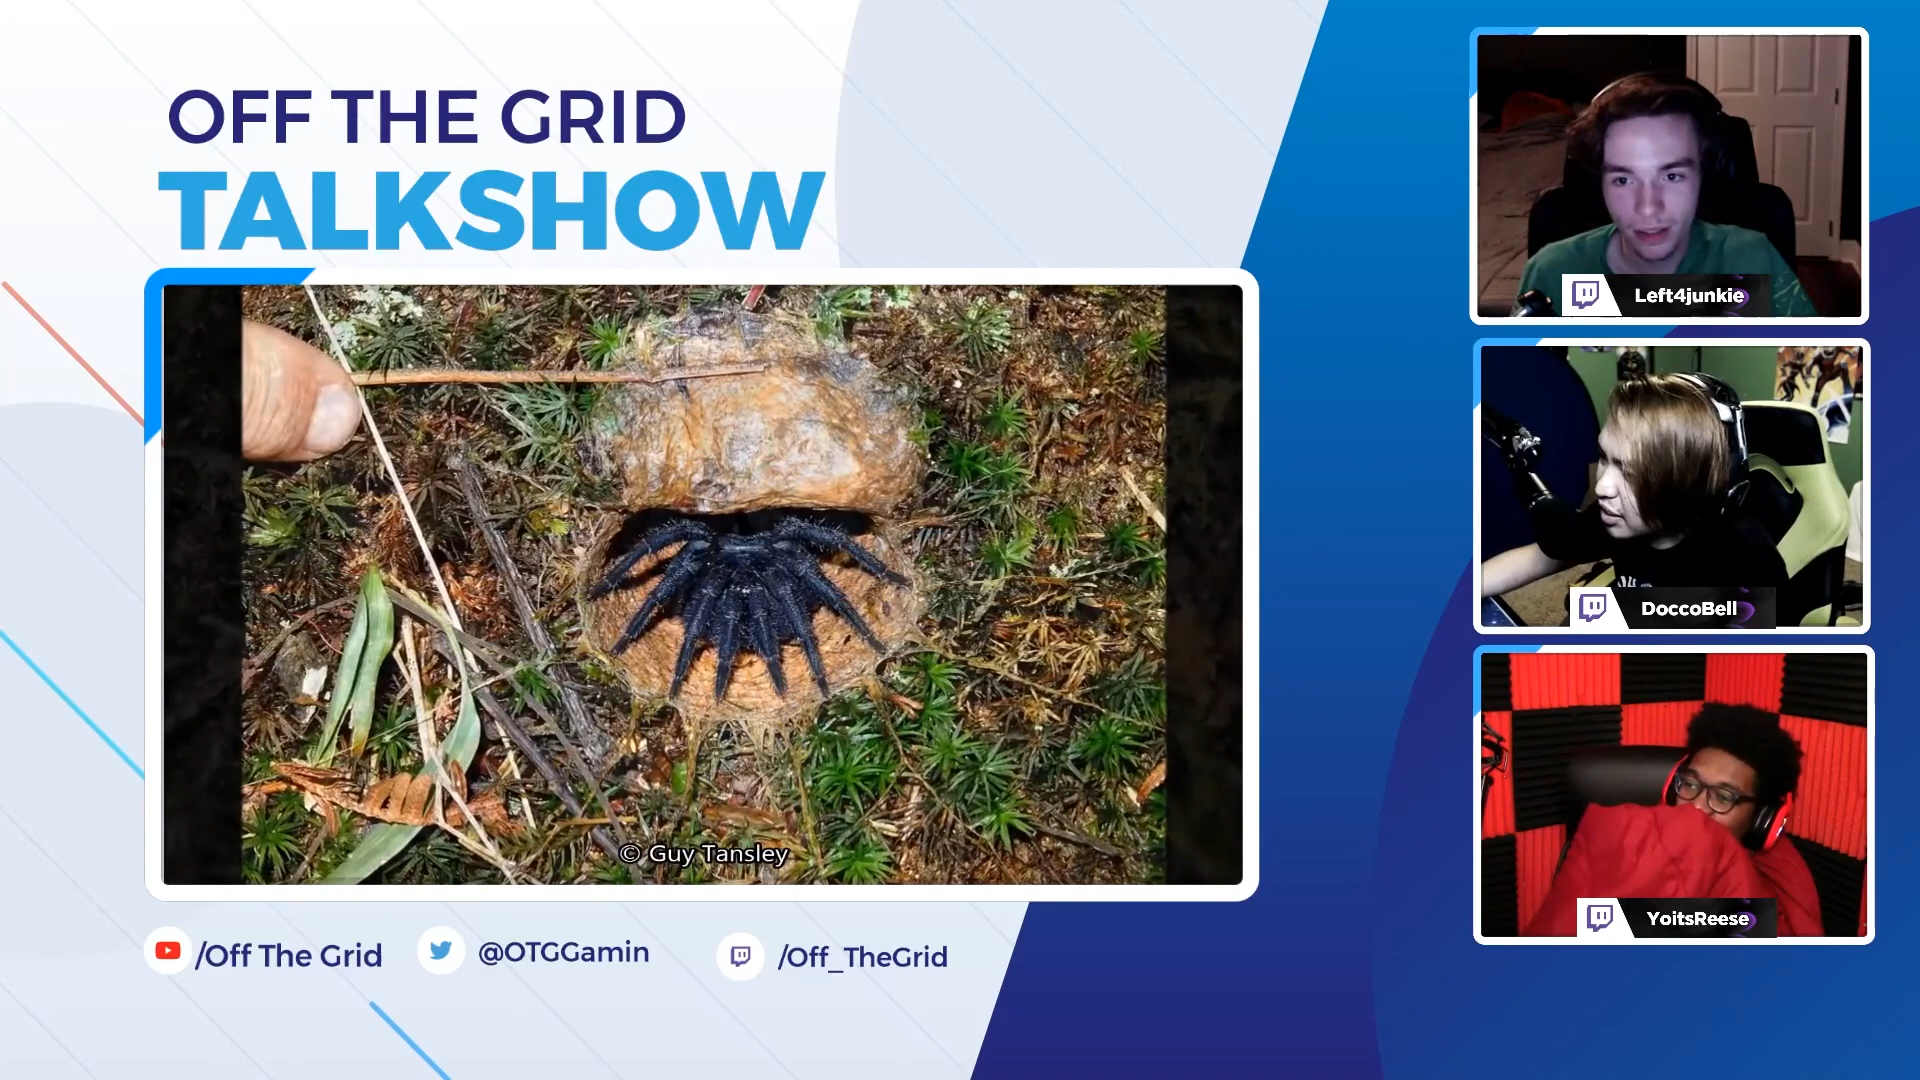 OFF THE GRID
TALKSHOW
© Guy Tansley
/Off The Grid
@OTGGamin
/Off_TheGrid
Left4junkie
DoccoBell
YoitsReese